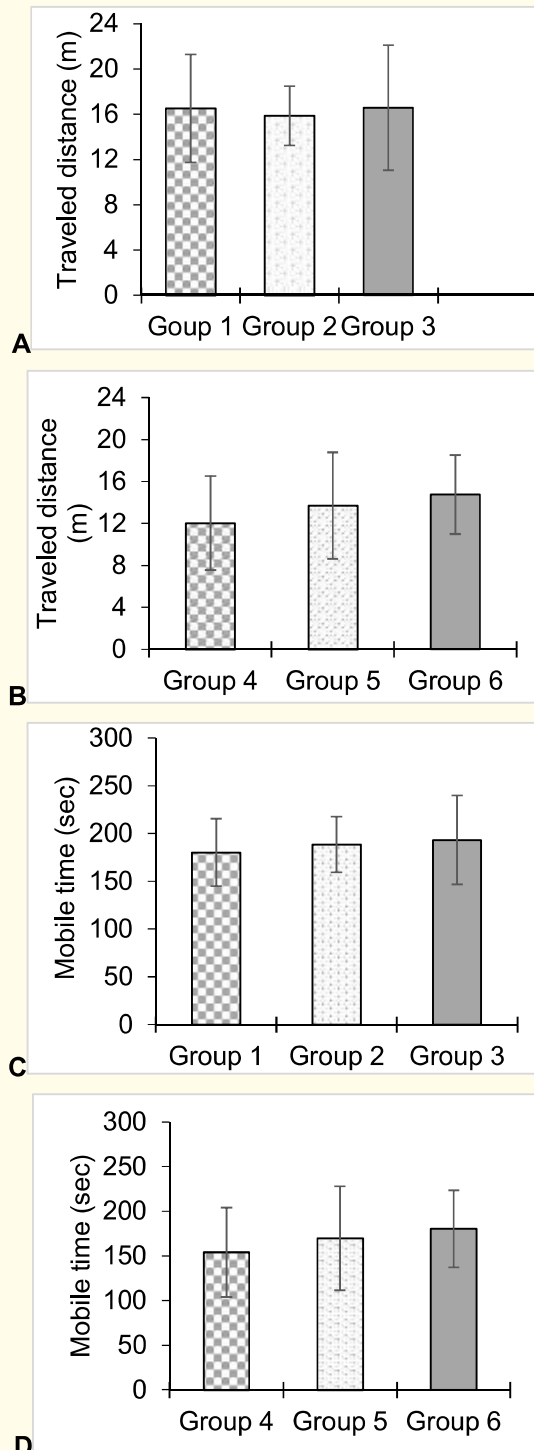 Traveled distance (m)
24
20
16
12
8
4
0
Goup 1 Group 2 Group 3
A
Traveled distance
(m)
24
20
16
12
8
4
0
Group 4 Group 5 Group 6
B
Mobile time (sec)
300
250
200
150
100
50
0
Group 1 Group 2 Group 3
C
Mobile time (sec)
300
250
200
150
100
50
0
Group 4 Group 5 Group 6
D